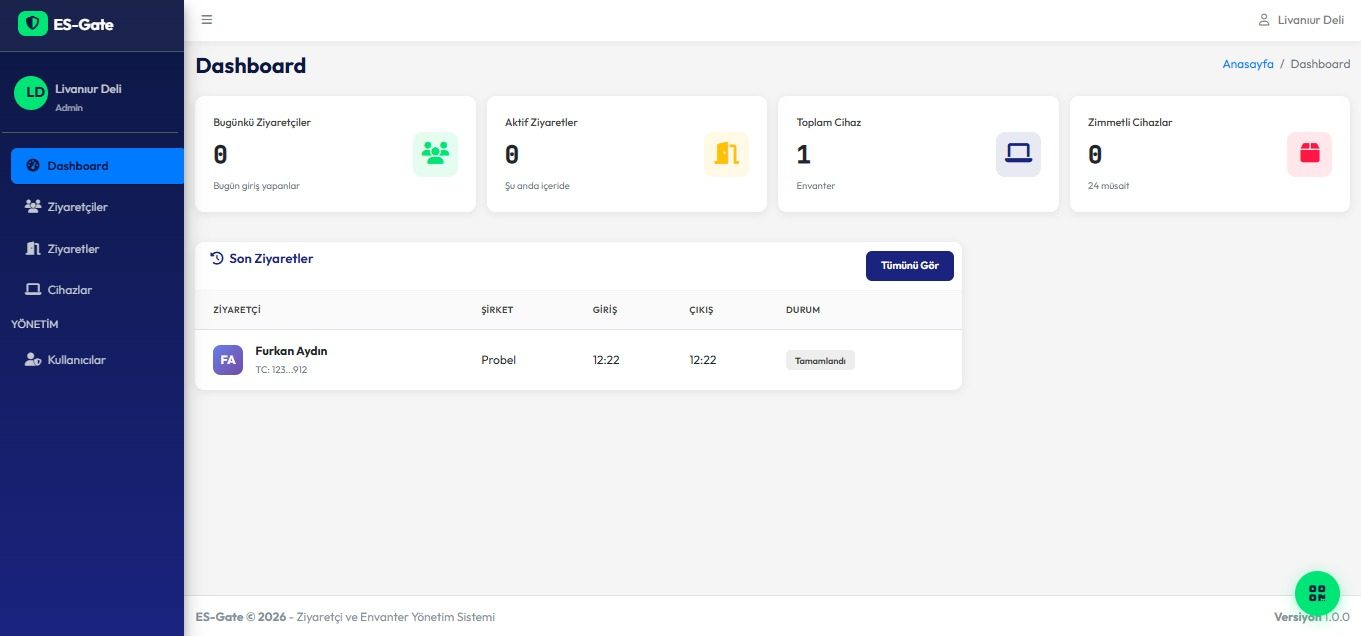 ES-Gate
Livanıur Deli
LD
Livanıur Deli
Admin
Dashboard
Ziyaretçiler
Ziyaretler
Cihazlar
YÖNETİM
Kullanıcılar
Dashboard
Anasayfa / Dashboard
Bugünkü Ziyaretçiler
0
Bugün giriş yapanlar
Aktif Ziyaretler
0
Şu anda içeride
Toplam Cihaz
1
Envanter
Zimmetli Cihazlar
0
24 müsait
Son Ziyaretler
Tümünü Gör
ZİYARETÇİ ŞİRKET GİRİŞ ÇIKIŞ DURUM
FA
Furkan Aydın
TC: 123...912
Probel 12:22 12:22 Tamamlandı
ES-Gate © 2026 - Ziyaretçi ve Envanter Yönetim Sistemi
Versiyon 1.0.0